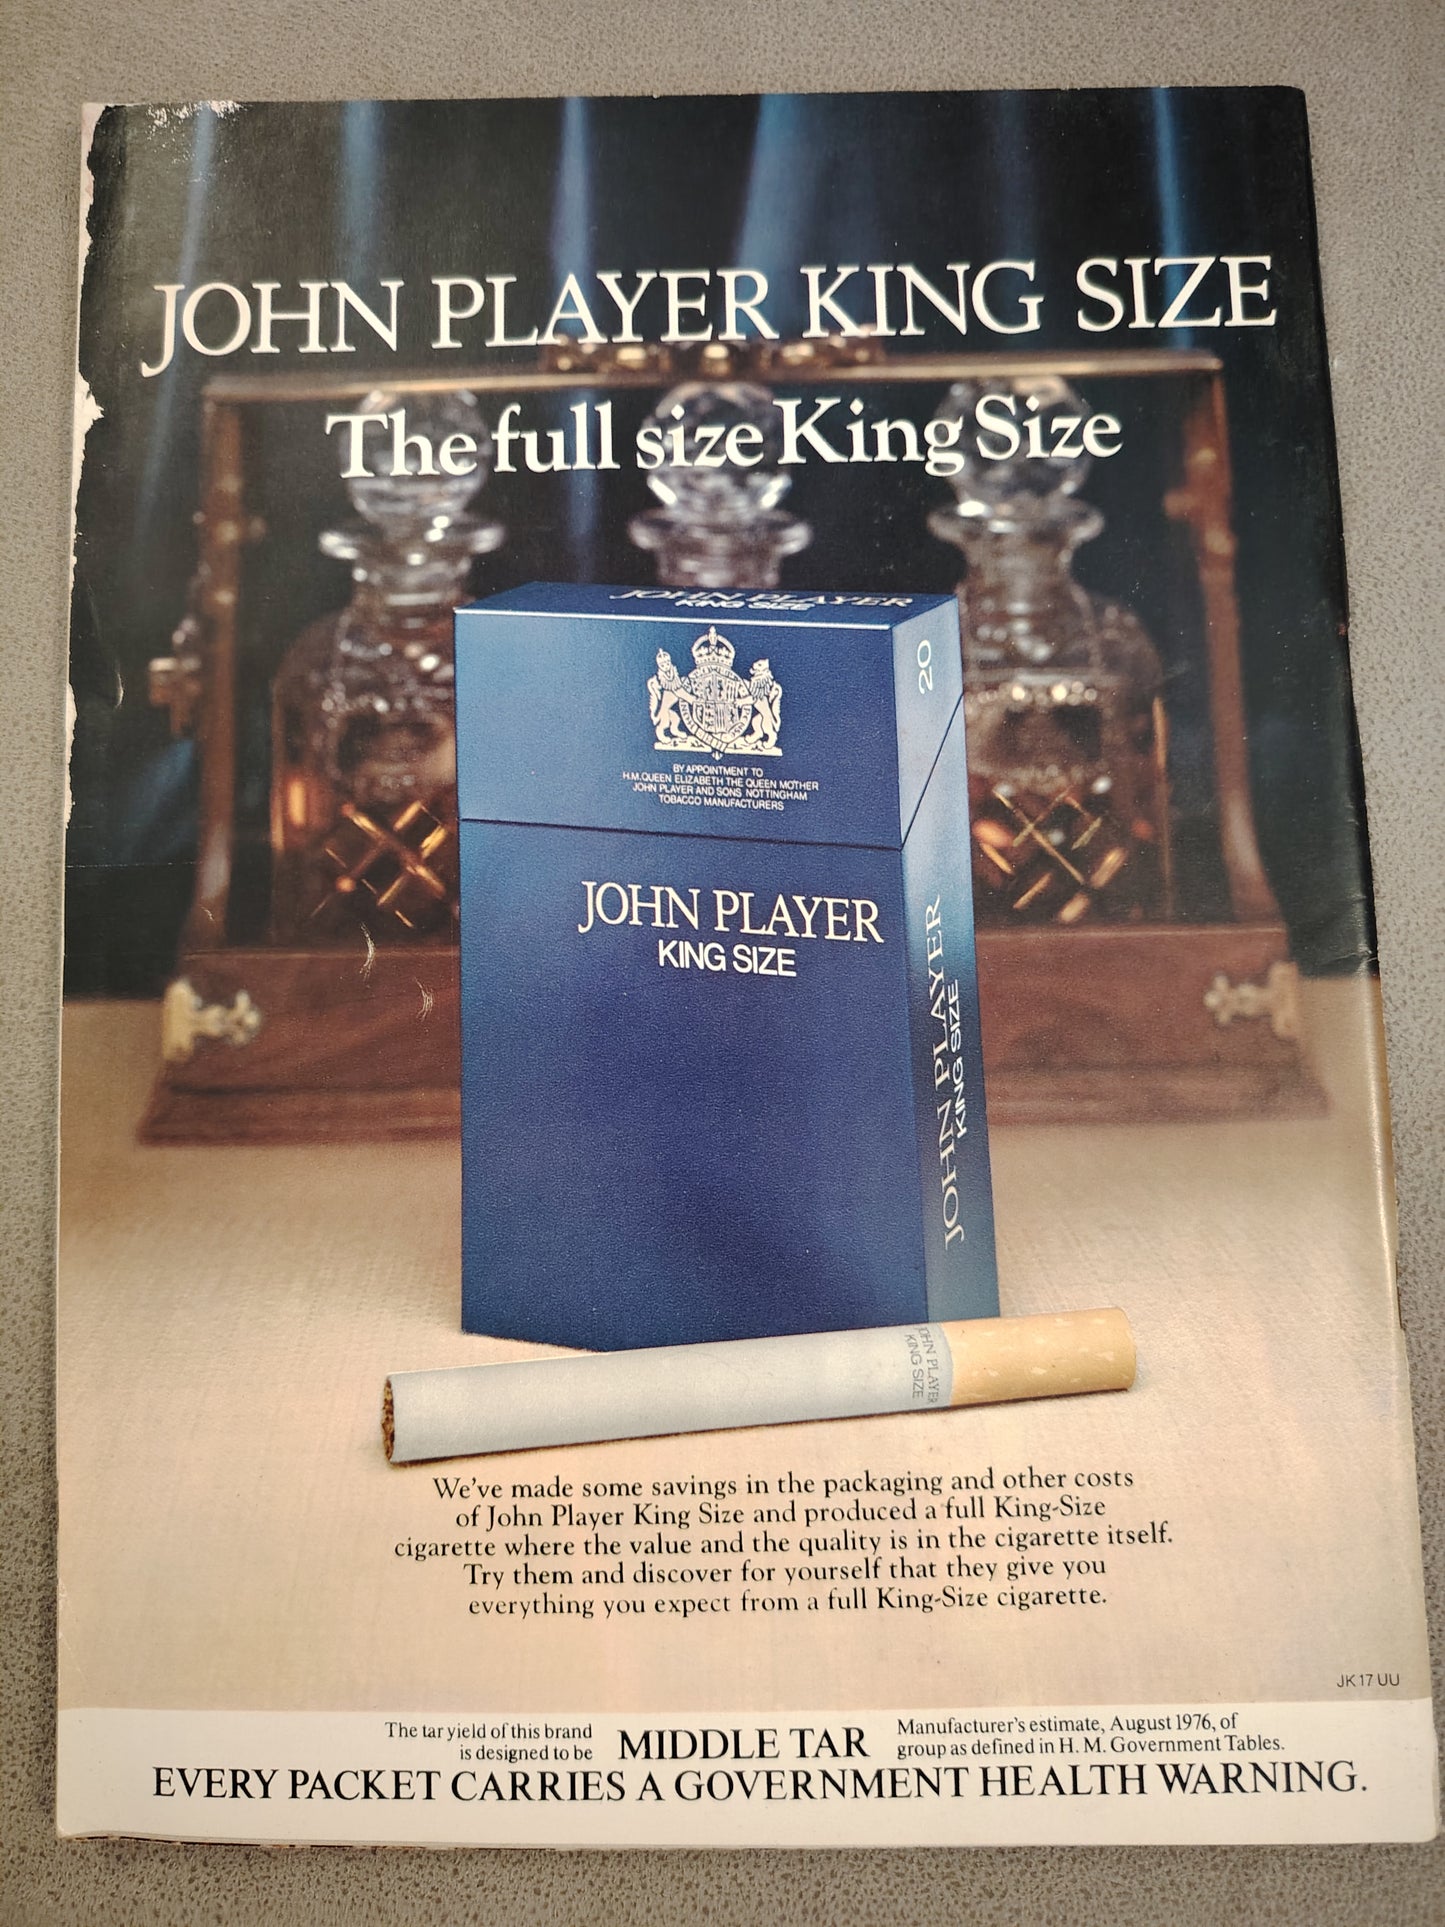 JOHN PLAYER KING SIZE
The full size King Size
JOHN PLAYER
KING SIZE
20
BY APPOINTMENT TO
H.M.QUEEN ELIZABETH THE QUEEN MOTHER
JOHN PLAYER AND SONS NOTTINGHAM
TOBACCO MANUFACTURERS
JOHN PLAYER
KING SIZE
JOHN PLAYER
KING SIZE
JOHN PLAYER
KING SIZE
We've made some savings in the packaging and other costs
of John Player King Size and produced a full King-Size
cigarette where the value and the quality is in the cigarette itself.
Try them and discover for yourself that they give you
everything you expect from a full King-Size cigarette.
JK 17 UU
The tar yield of this brand
is designed to be
MIDDLE TAR
Manufacturer's estimate, August 1976, of
group as defined in H. M. Government Tables.
EVERY PACKET CARRIES A GOVERNMENT HEALTH WARNING.